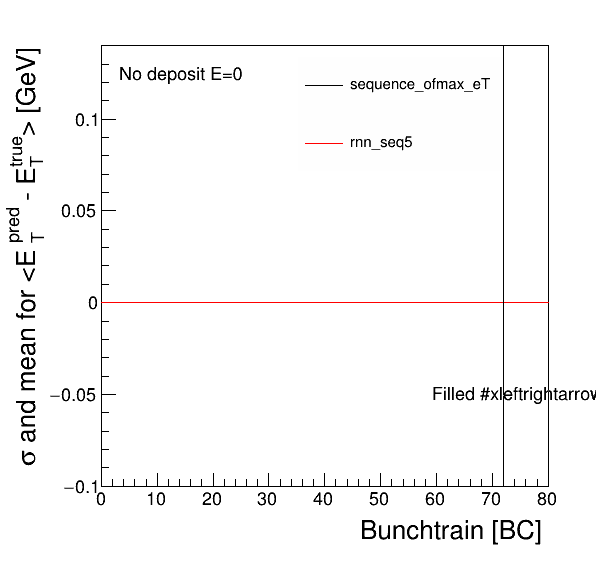 No deposit E=0
sequence_ofmax_eT
rnn_seq5
σ and mean for <E_T^pred - E_T^true> [GeV]
0.1
0.05
0
−0.05
−0.1
Filled #xleftrightarrow
0 10 20 30 40 50 60 70 80
Bunchtrain [BC]